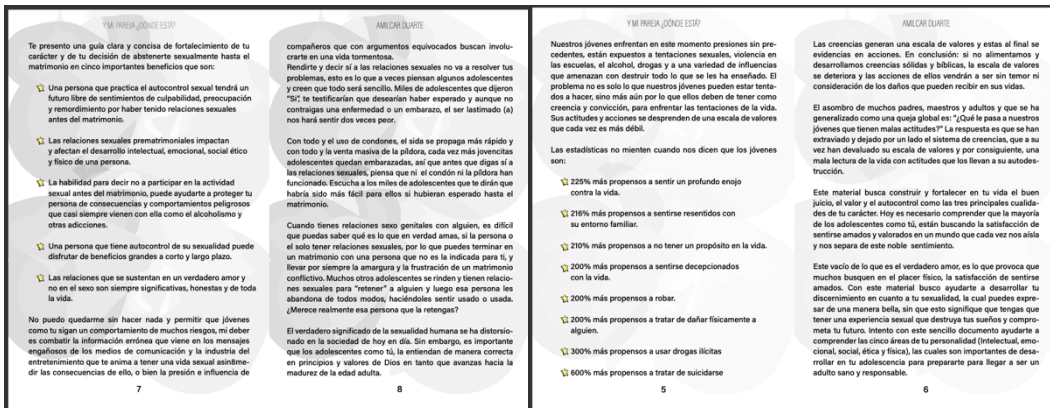 Y MI PAREJA ¿DÓNDE ESTÁ?
Te presento una guía clara y concisa de fortalecimiento de tu
carácter y de tu decisión de abstenerte sexualmente hasta el
matrimonio en cinco importantes beneficios que son:
Una persona que practica el autocontrol sexual tendrá un
futuro libre de sentimientos de culpabilidad, preocupación
y remordimiento por haber tenido relaciones sexuales
antes del matrimonio.
Las relaciones sexuales prematrimoniales impactan
y afectan el desarrollo intelectual, emocional, social ético
y físico de una persona.
La habilidad para decir no a participar en la actividad
sexual antes del matrimonio, puede ayudarte a proteger tu
persona de consecuencias y comportamientos peligrosos
que casi siempre vienen con ella como el alcoholismo y
otras adicciones.
Una persona que tiene autocontrol de su sexualidad puede
disfrutar de beneficios grandes a corto y largo plazo.
Las relaciones que se sustentan en un verdadero amor y
no en el sexo son siempre significativas, honestas y de toda
la vida.
No puedo quedarme sin hacer nada y permitir que jóvenes
como tu sigan un comportamiento de muchos riesgos, mi deber
es combatir la información errónea que viene en los mensajes
engañosos de los medios de comunicación y la industria del
entretenimiento que te anima a tener una vida sexual
dir las consecuencias de ello, o bien la presión e influencia de
7
AMILCAR DUARTE
compañeros que con argumentos equivocados buscan involu-
crarte en una vida tormentosa.
Rendirte y decir sí a las relaciones sexuales no va a resolver tus
problemas, esto es lo que a veces piensan algunos adolescentes
y creen que todo será sencillo. Miles de adolescentes que dijeron
"Si", te testificarían que desearían haber esperado y aunque no
contraigas una enfermedad o un embarazo, el ser lastimado (a)
nos hará sentir dos veces peor.
Con todo y el uso de condones, el sida se propaga más rápido y
con todo y la venta masiva de la píldora, cada vez más jovencitas
adolescentes quedan embarazadas, así que antes que digas sí a
las relaciones sexuales, piensa que ni el condón ni la píldora han
funcionado. Escucha a los miles de adolescentes que te dirán que
habría sido más fácil para ellos si hubieran esperado hasta el
matrimonio.
Cuando tienes relaciones sexo genitales con alguien, es difícil
que puedas saber qué es lo que en verdad amas, si la persona o
el solo tener relaciones sexuales, por lo que puedes terminar en
un matrimonio con una persona que no es la indicada para ti, y
llevar por siempre la amargura y la frustración de un matrimonio
conflictivo. Muchos otros adolescentes se rinden y tienen relacio-
nes sexuales para "retener" a alguien y luego esa persona les
abandona de todos modos, haciéndoles sentir usado o usada.
¿Merece realmente esa persona que la retengas?
El verdadero significado de la sexualidad humana se ha distorsio-
nado en la sociedad de hoy en día. Sin embargo, es importante
que los adolescentes como tú, la entiendan de manera correcta
en principios y valores de Dios en tanto que avanzas hacia la
madurez de la edad adulta.
8
Y MI PAREJA ¿DÓNDE ESTÁ?
Nuestros jóvenes enfrentan en este momento presiones sin pre-
cedentes, están expuestos a tentaciones sexuales, violencia en
las escuelas, el alcohol, drogas y a una variedad de influencias
que amenazan con destruir todo lo que se les ha enseñado. El
problema no es solo lo que nuestros jóvenes pueden estar tenta-
dos a hacer, sino más aún por lo que ellos deben de tener como
creencia y convicción, para enfrentar las tentaciones de la vida.
Sus actitudes y acciones se desprenden de una escala de valores
que cada vez es más débil.
Las estadísticas no mienten cuando nos dicen que los jóvenes
son:
225% más propensos a sentir un profundo enojo
contra la vida.
216% más propensos a sentirse resentidos con
su entorno familiar.
210% más propensos a no tener un propósito en la vida.
200% más propensos a sentirse decepcionados
con la vida.
200% más propensos a robar.
200% más propensos a tratar de dañar físicamente a
alguien.
300% más propensos a usar drogas ilícitas
600% más propensos a tratar de suicidarse
5
AMILCAR DUARTE
Las creencias generan una escala de valores y estas al final se
evidencias en acciones. En conclusión: si no alimentamos y
desarrollamos creencias sólidas y bíblicas, la escala de valores
se deteriora y las acciones de ellos vendrán a ser sin temor ni
consideración de los daños que pueden recibir en sus vidas.
El asombro de muchos padres, maestros y adultos y que se ha
generalizado como una queja global es: "¿Qué le pasa a nuestros
jóvenes que tienen malas actitudes?" La respuesta es que se han
extraviado y dejado por un lado el sistema de creencias, que a su
vez han devaluado su escala de valores y por consiguiente, una
mala lectura de la vida con actitudes que los llevan a su autodes-
trucción.
Este material busca construir y fortalecer en tu vida el buen
juicio, el valor y el autocontrol como las tres principales cualida-
des de tu carácter. Hoy es necesario comprender que la mayoría
de los adolescentes como tú, están buscando la satisfacción de
sentirse amados y valorados en un mundo que cada vez nos aísla
y nos separa de este noble sentimiento.
Este vacío de lo que es el verdadero amor, es lo que provoca que
muchos busquen en el placer físico, la satisfacción de sentirse
amados. Con este material busco ayudarte a desarrollar tu
discernimiento en cuanto a su sexualidad, la cual puedes expre-
sar de una manera bella, sin que esto signifique que tengas que
tener una experiencia sexual que destruya tus sueños y compro-
meta tu futuro. Intento con este sencillo documento ayudarte a
comprender las cinco áreas de tu personalidad (Intelectual, emo-
cional, social, ética y física), las cuales son importantes de desa-
rrollar en tu adolescencia para prepararte para llegar a ser un
adulto sano y responsable.
6